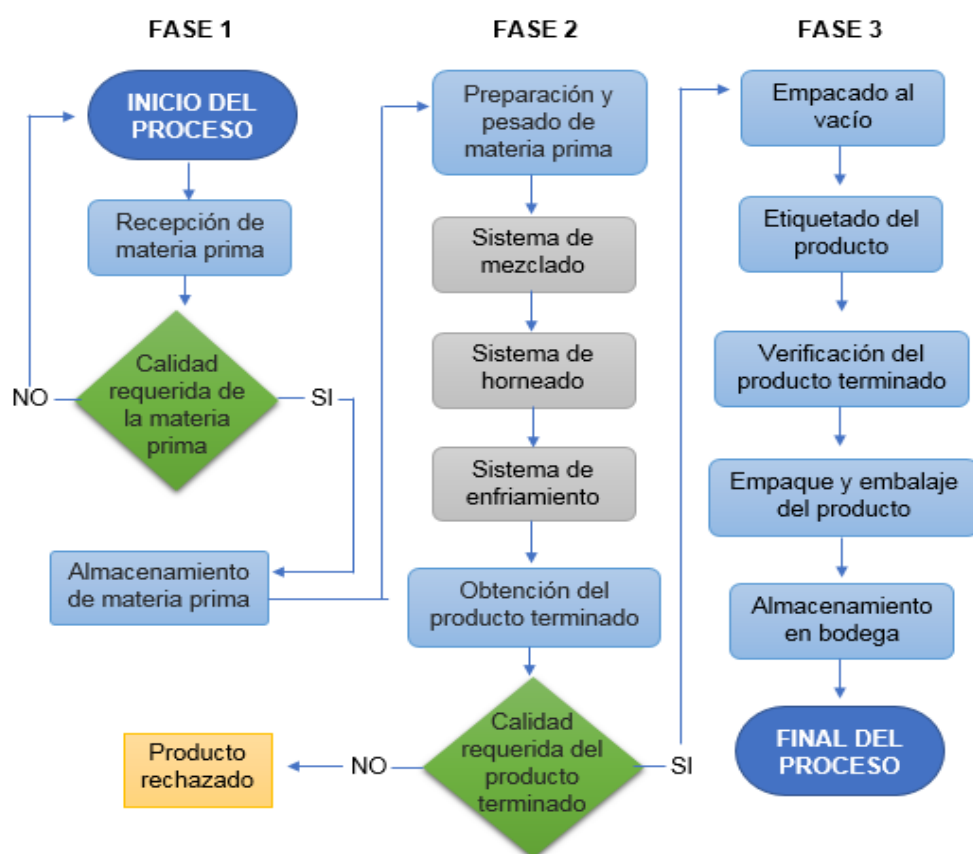 FASE 1
INICIO DEL
PROCESO
Recepción de
materia prima
Calidad
requerida de
la materia
prima
NO
SI
Almacenamiento
de materia prima
FASE 2
Preparación y
pesado de
materia prima
Sistema de
mezclado
Sistema de
horneado
Sistema de
enfriamiento
Obtención del
producto terminado
Calidad
requerida del
producto
terminado
NO
SI
Producto
rechazado
FASE 3
Empacado al
vacío
Etiquetado del
producto
Verificación del
producto terminado
Empaque y embalaje
del producto
Almacenamiento
en bodega
FINAL DEL
PROCESO